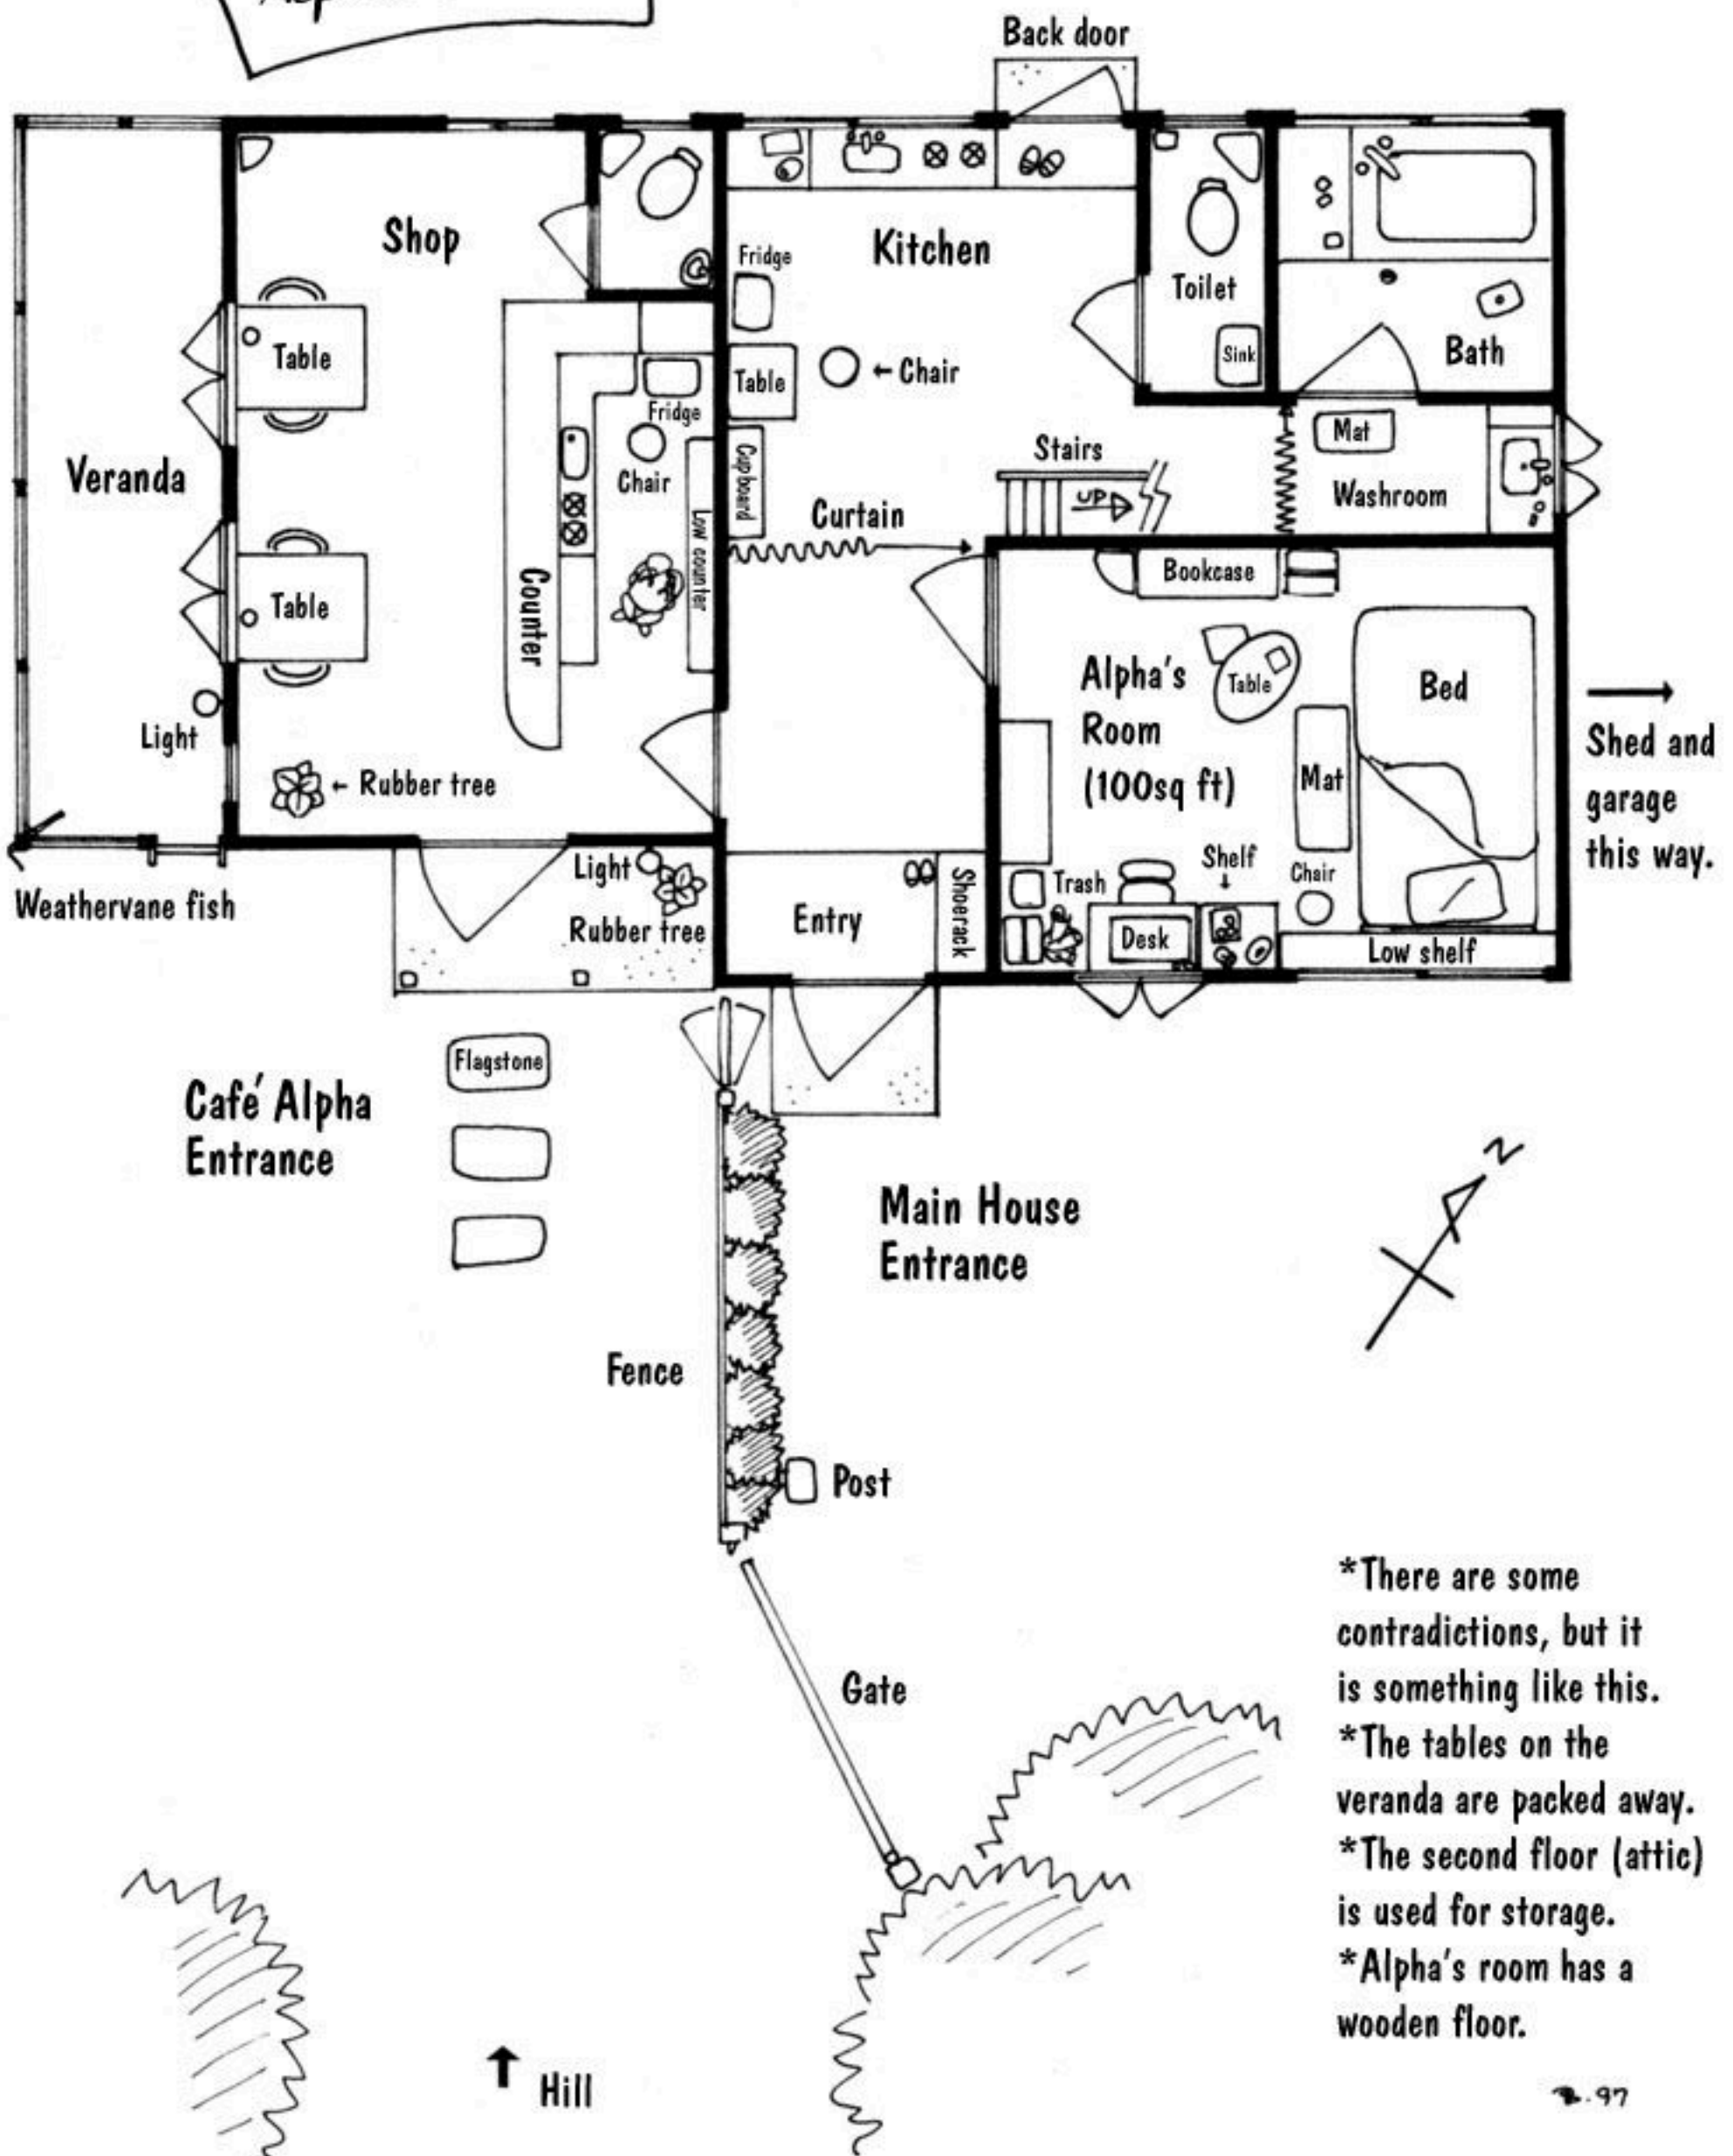 Back door
Shop
Kitchen
Fridge
Toilet
Sink
Bath
Table
Table
← Chair
Fridge
Chair
Mat
Washroom
Stairs
UP
Veranda
Cupboard
Curtain
Low counter
Counter
Table
Bookcase
Alpha's
Room
(100sq ft)
Table
Bed
Mat
Shed and
garage
this way.
Light
← Rubber tree
Weathervane fish
Light
Rubber tree
Entry
Shoerack
Trash
Shelf
Chair
Desk
Low shelf
Flagstone
Café Alpha
Entrance
Main House
Entrance
N
Fence
Post
Gate
*There are some
contradictions, but it
is something like this.
*The tables on the
veranda are packed away.
*The second floor (attic)
is used for storage.
*Alpha's room has a
wooden floor.
Hill
97